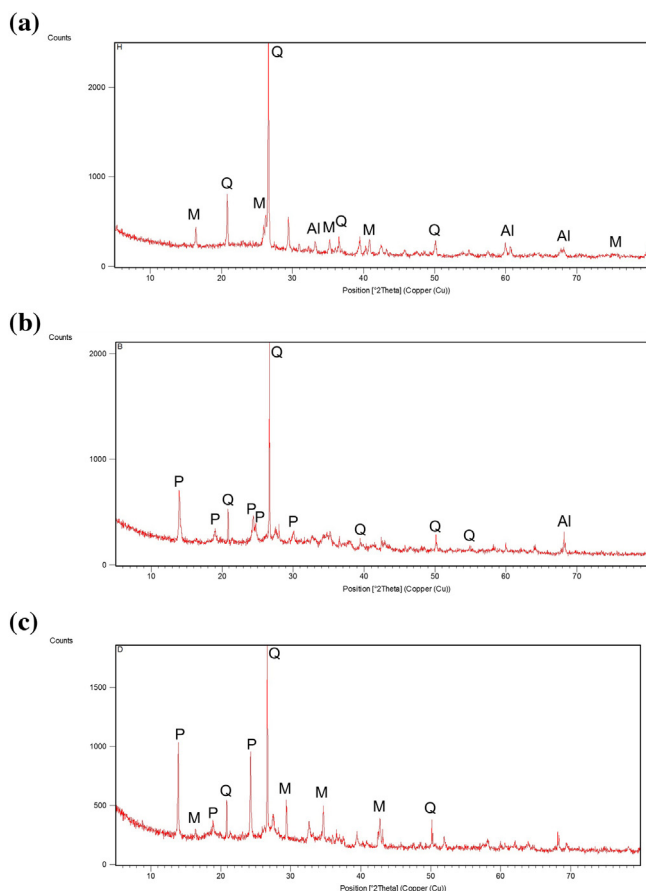 (a)
Counts
H
2000
1000
0
Q
Q
M
M
Al
M
Q
M
Q
Al
Al
M
10 20 30 40 50 60 70
Position [°2Theta] (Copper (Cu))
(b)
Counts
B
2000
1000
0
Q
P
P
Q
P
P
P
Q
Q
Q
Al
10 20 30 40 50 60 70
Position [°2Theta] (Copper (Cu))
(c)
Counts
D
1500
1000
500
0
Q
P
M
P
Q
P
M
M
M
Q
10 20 30 40 50 60 70
Position [°2Theta] (Copper (Cu))